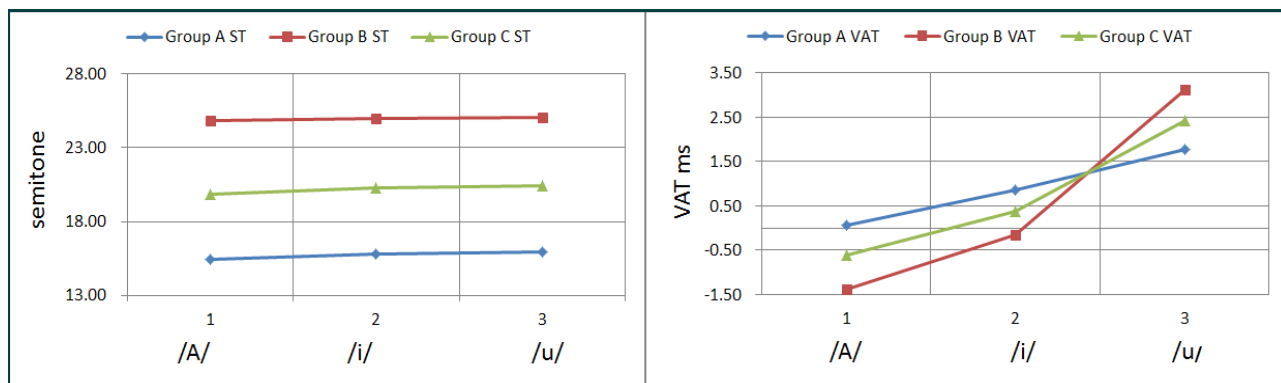 Group A ST Group B ST Group C ST
28.00
23.00
18.00
13.00
semitone
1 2 3
/A/ /i/ /u/
Group A VAT Group B VAT Group C VAT
3.50
2.50
1.50
0.50
-0.50
-1.50
VAT ms
1 2 3
/A/ /i/ /u/